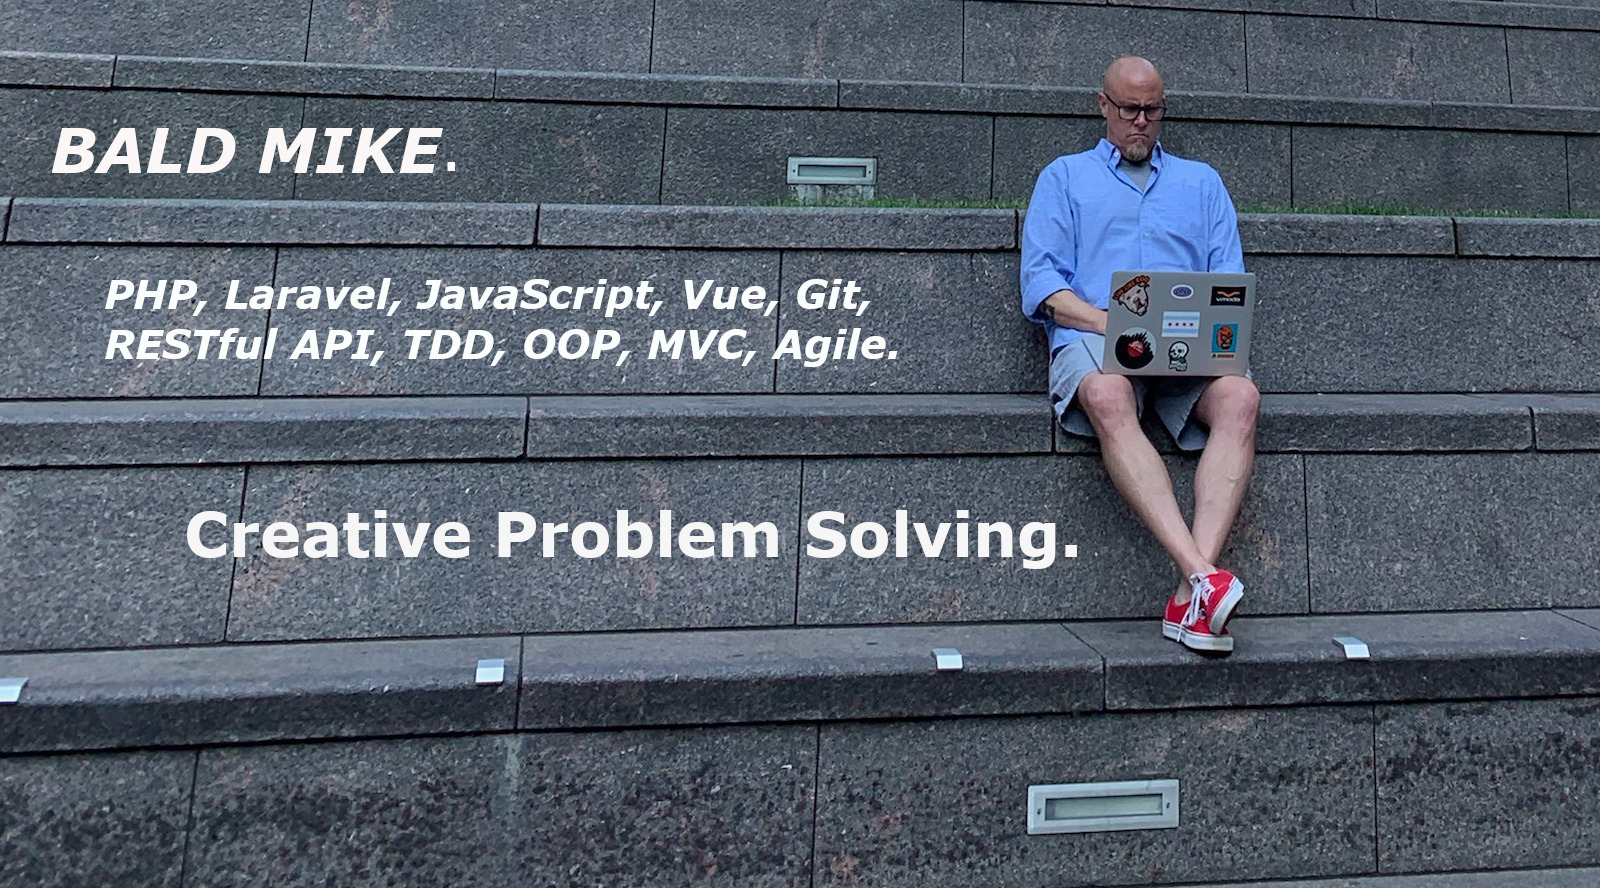 BALD MIKE.
PHP, Laravel, JavaScript, Vue, Git,
RESTful API, TDD, OOP, MVC, Agile.
Creative Problem Solving.